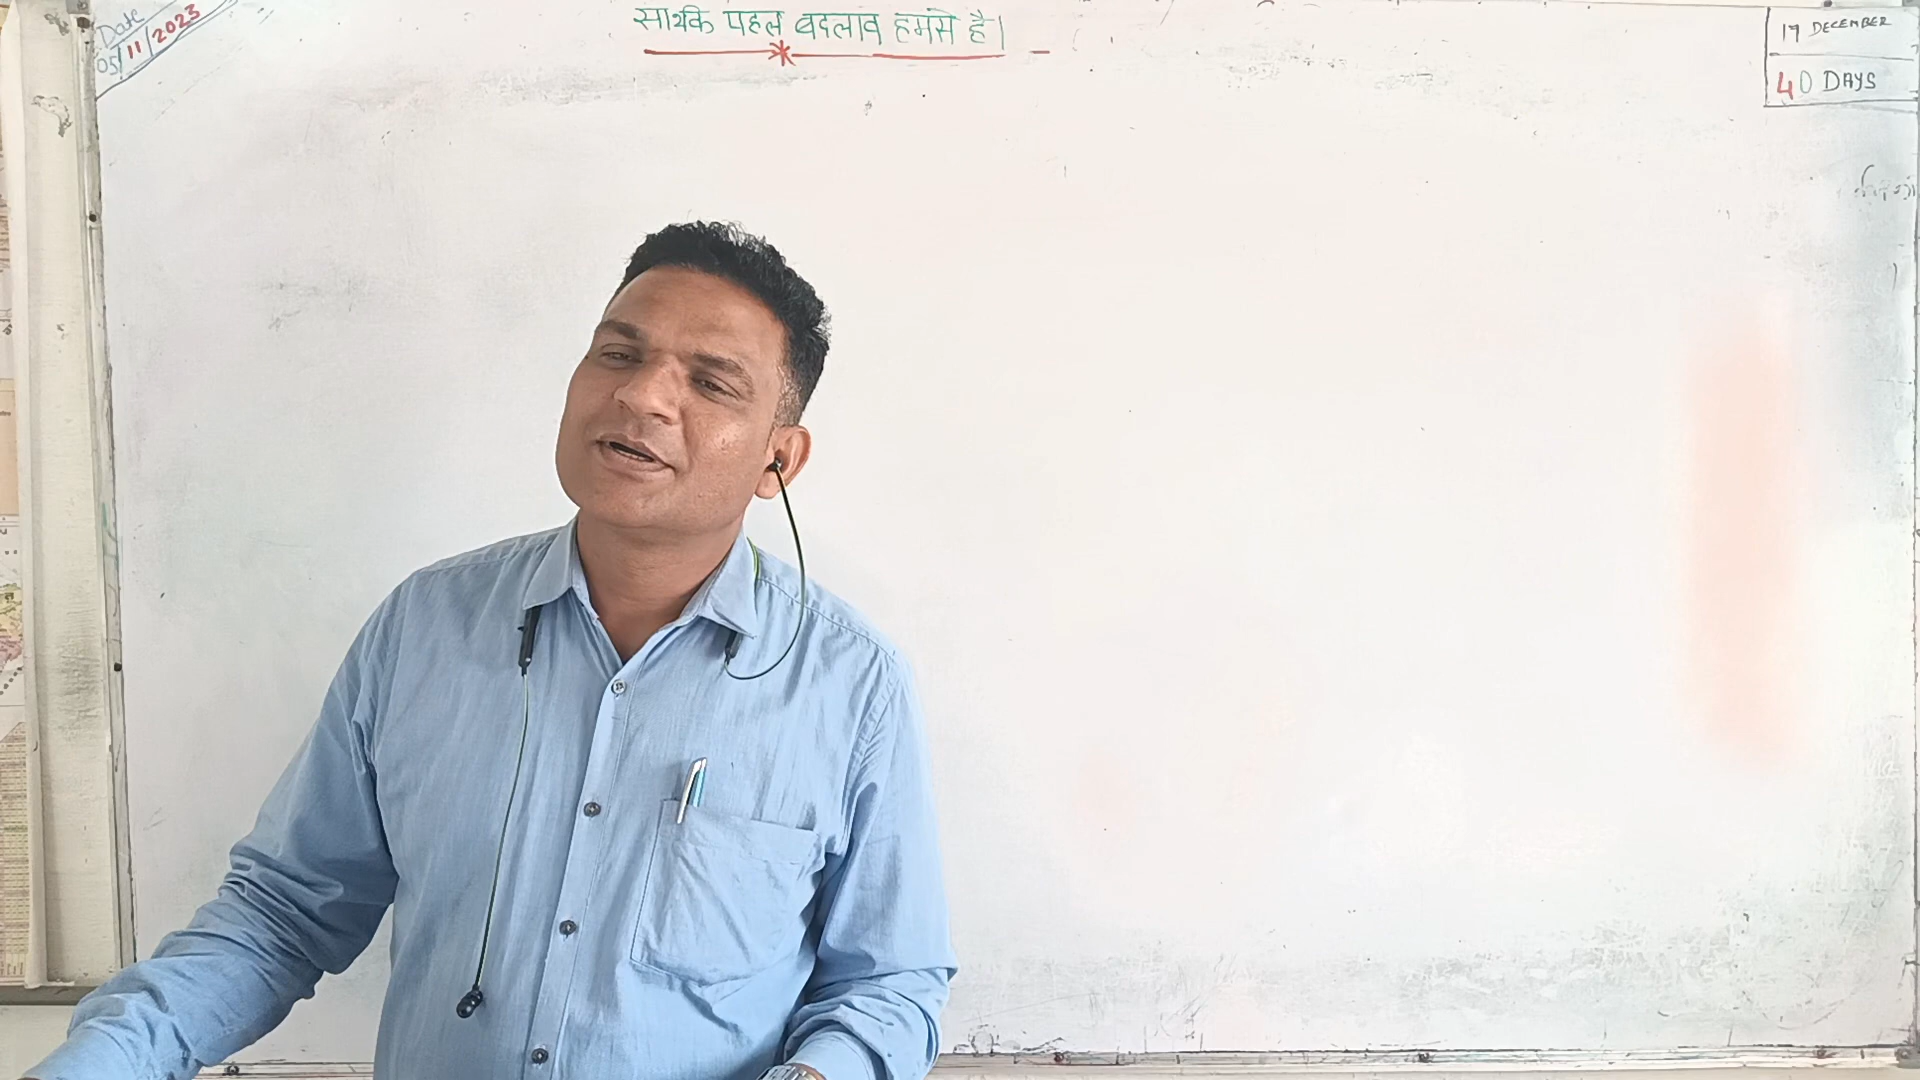 Date
05/11/2023
सार्थक पहल बदलाव हमसे है।
17 DECEMBER
40 DAYS